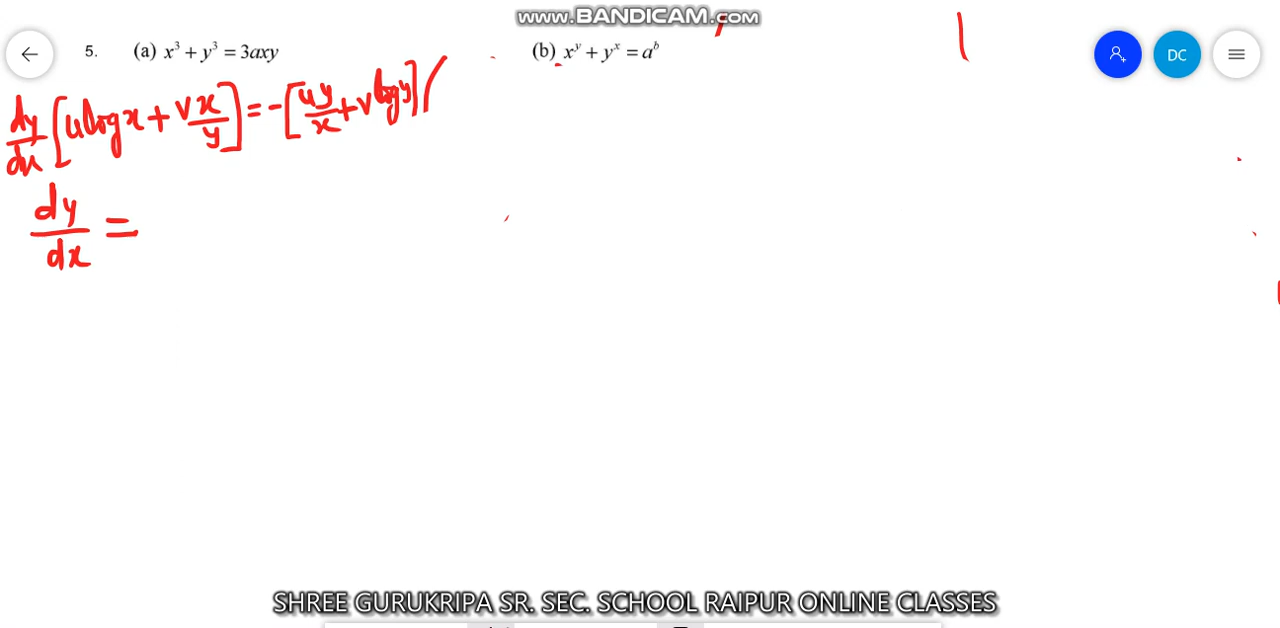 www.BANDICAM.com
5. (a) x³ + y³ = 3axy (b) xʸ + yˣ = aᵇ
dy/dx [u log x + v x/y] = - [u y/x + v log y] (
dy/dx =
DC
SHREE GURUKRIPA SR. SEC. SCHOOL RAIPUR ONLINE CLASSES